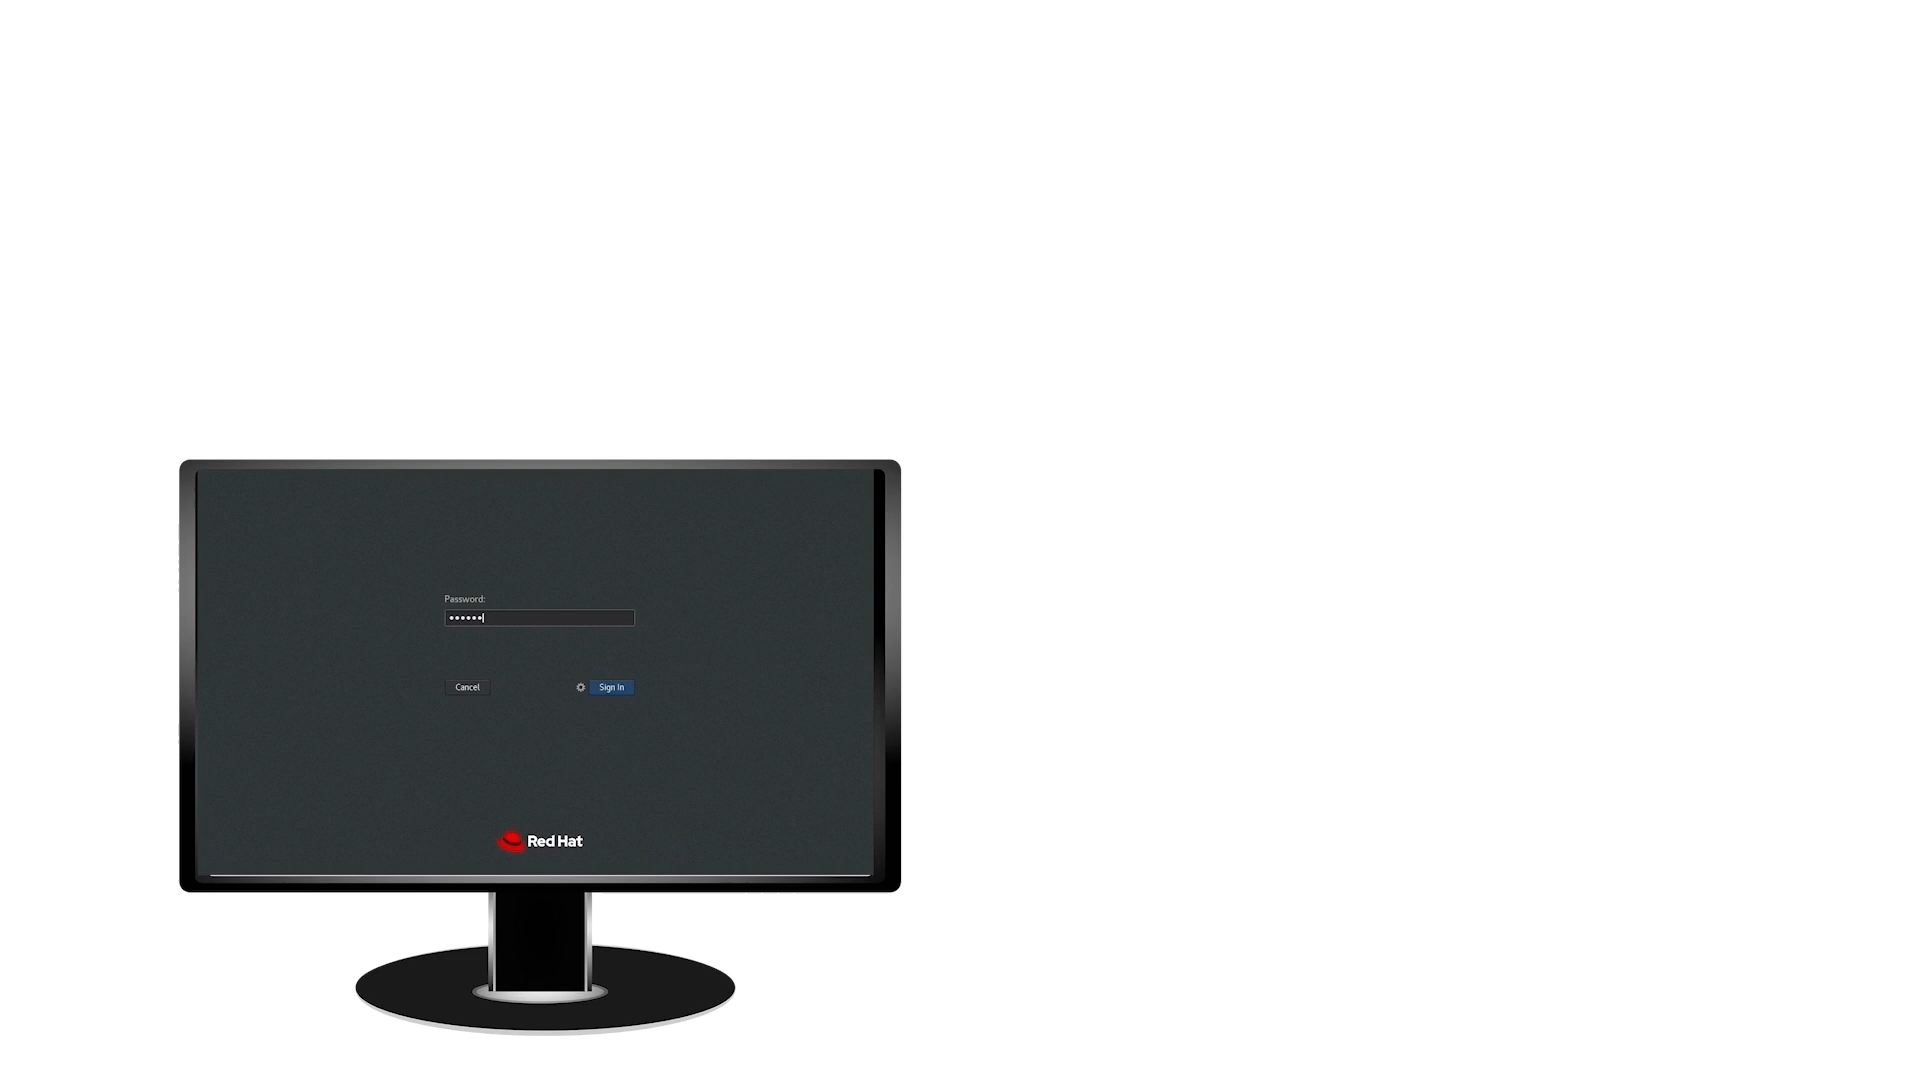 Password:
••••••
Cancel
Sign In
Red Hat